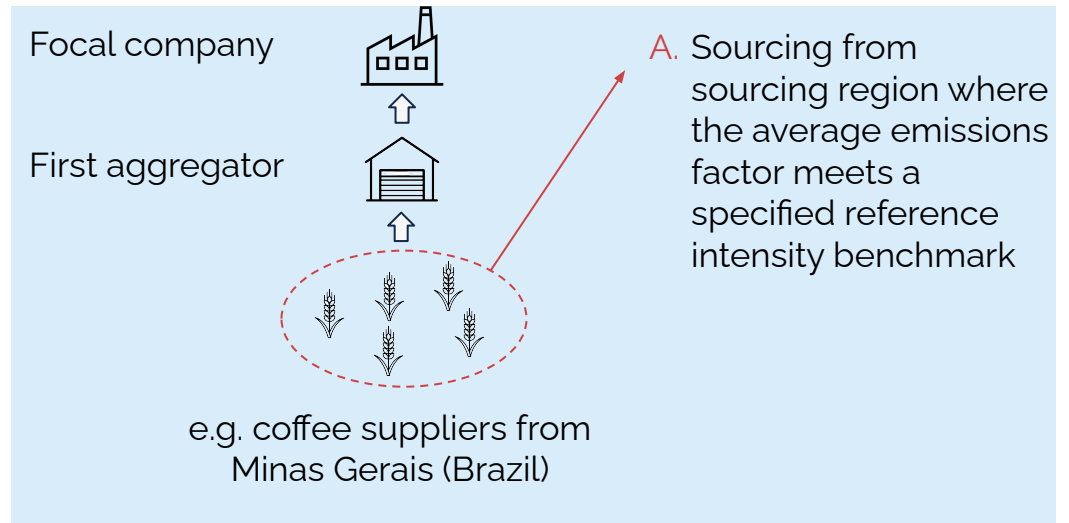 Focal company
First aggregator
A. Sourcing from
sourcing region where
the average emissions
factor meets a
specified reference
intensity benchmark
e.g. coffee suppliers from
Minas Gerais (Brazil)